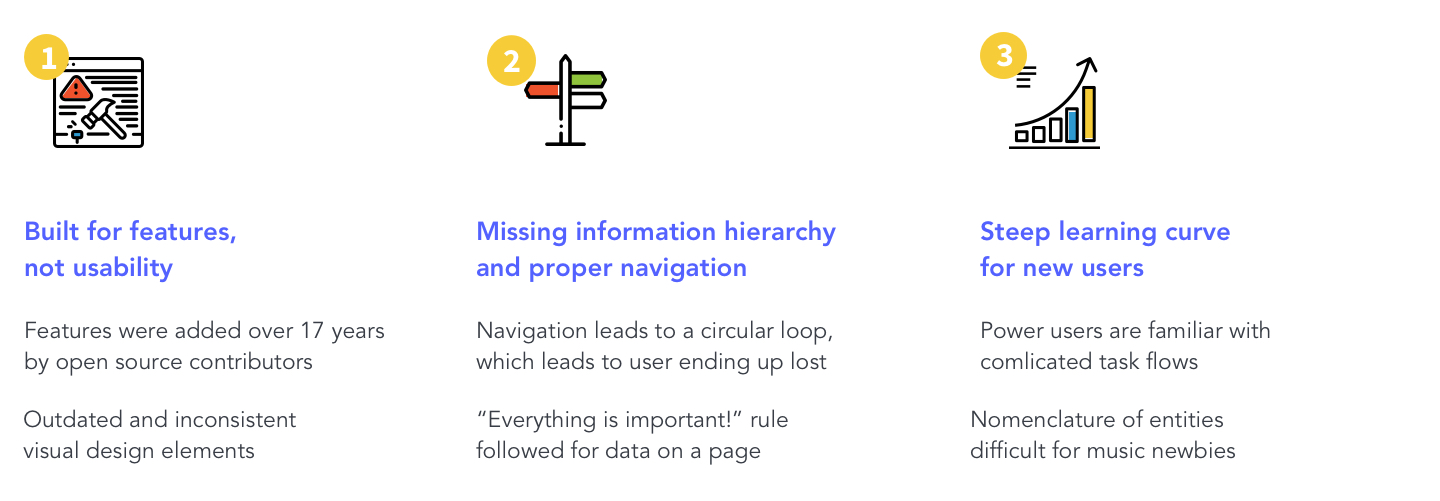 1
Built for features,
not usability
Features were added over 17 years
by open source contributors
Outdated and inconsistent
visual design elements
2
Missing information hierarchy
and proper navigation
Navigation leads to a circular loop,
which leads to user ending up lost
“Everything is important!” rule
followed for data on a page
3
Steep learning curve
for new users
Power users are familiar with
comlicated task flows
Nomenclature of entities
difficult for music newbies